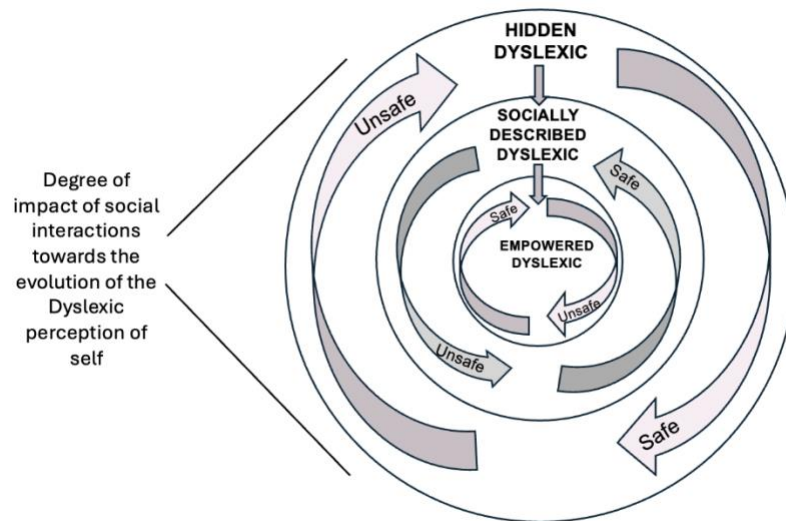 HIDDEN
DYSLEXIC
Unsafe
SOCIALLY
DESCRIBED
DYSLEXIC
Safe
Safe
EMPOWERED
DYSLEXIC
Unsafe
Unsafe
Safe
Degree of
impact of social
interactions
towards the
evolution of the
Dyslexic
perception of
self